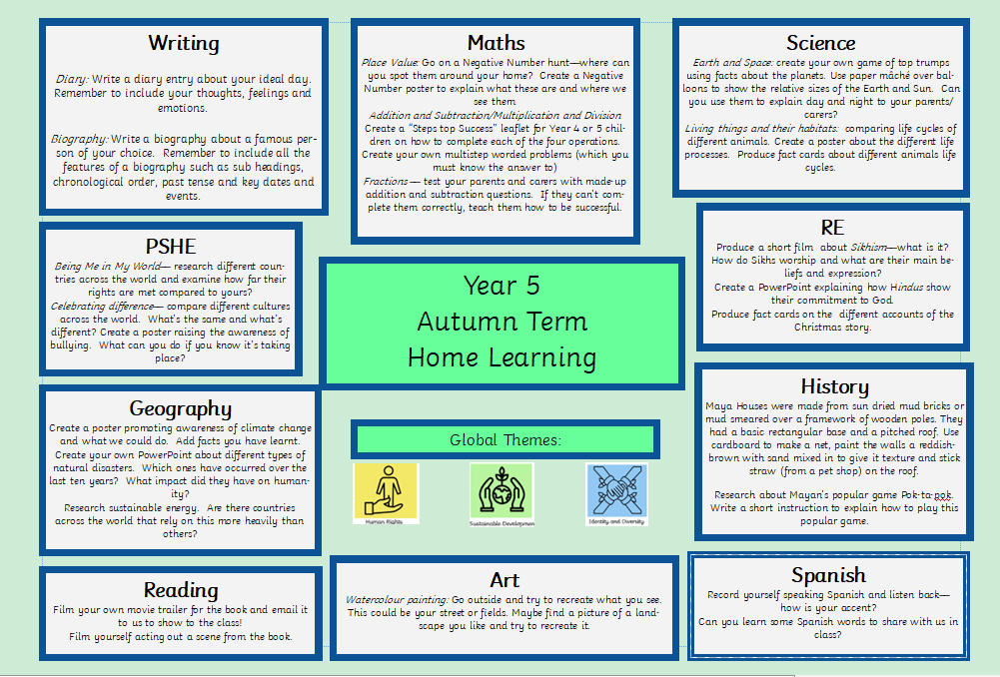 Writing
Diary: Write a diary entry about your ideal day.
Remember to include your thoughts, feelings and
emotions.
Biography: Write a biography about a famous per-
son of your choice. Remember to include all the
features of a biography such as sub headings,
chronological order, past tense and key dates and
events.
Maths
Place Value: Go on a Negative Number hunt—where can
you spot them around your home? Create a Negative
Number poster to explain what these are and where we
see them
Addition and Subtraction/Multiplication and Division
Create a "Steps top Success" leaflet for Year 4 or 5 chil-
dren on how to complete each of the four operations.
Create your own multistep worded problems (which you
must know the answer to)
Fractions — test your parents and carers with made-up
addition and subtraction questions. If they can't com-
plete them correctly, teach them how to be successful.
Science
Earth and Space: create your own game of top trumps
using facts about the planets. Use paper mâché over bal-
loons to show the relative sizes of the Earth and Sun. Can
you use them to explain day and night to your parents/
carers?
Living things and their habitats: comparing life cycles of
different animals. Create a poster about the different life
processes. Produce fact cards about different animals life
cycles.
PSHE
Being Me in My World— research different coun-
tries across the world and examine how far their
rights are met compared to yours?
Celebrating difference— compare different cultures
across the world. What's the same and what's
different? Create a poster raising the awareness of
bullying. What can you do if you know it's taking
place?
Year 5
Autumn Term
Home Learning
RE
Produce a short film about Sikhism—what is it?
How do Sikhs worship and what are their main be-
liefs and expression?
Create a PowerPoint explaining how Hindus show
their commitment to God.
Produce fact cards on the different accounts of the
Christmas story.
Geography
Create a poster promoting awareness of climate change
and what we could do. Add facts you have learnt.
Create your own PowerPoint about different types of
natural disasters. Which ones have occurred over the
last ten years? What impact did they have on human-
ity?
Research sustainable energy. Are there countries
across the world that rely on this more heavily than
others?
Global Themes:
Human Rights
Sustainable Developmen
Identity and Diversity
History
Maya Houses were made from sun dried mud bricks or
mud smeared over a framework of wooden poles. They
had a basic rectangular base and a pitched roof. Use
cardboard to make a net, paint the walls a reddish-
brown with sand mixed in to give it texture and stick
straw (from a pet shop) on the roof.
Research about Mayan's popular game Pok-ta-pok.
Write a short instruction to explain how to play this
popular game.
Reading
Film your own movie trailer for the book and email it
to us to show to the class!
Film yourself acting out a scene from the book.
Art
Watercolour painting: Go outside and try to recreate what you see.
This could be your street or fields. Maybe find a picture of a land-
scape you like and try to recreate it.
Spanish
Record yourself speaking Spanish and listen back—
how is your accent?
Can you learn some Spanish words to share with us in
class?